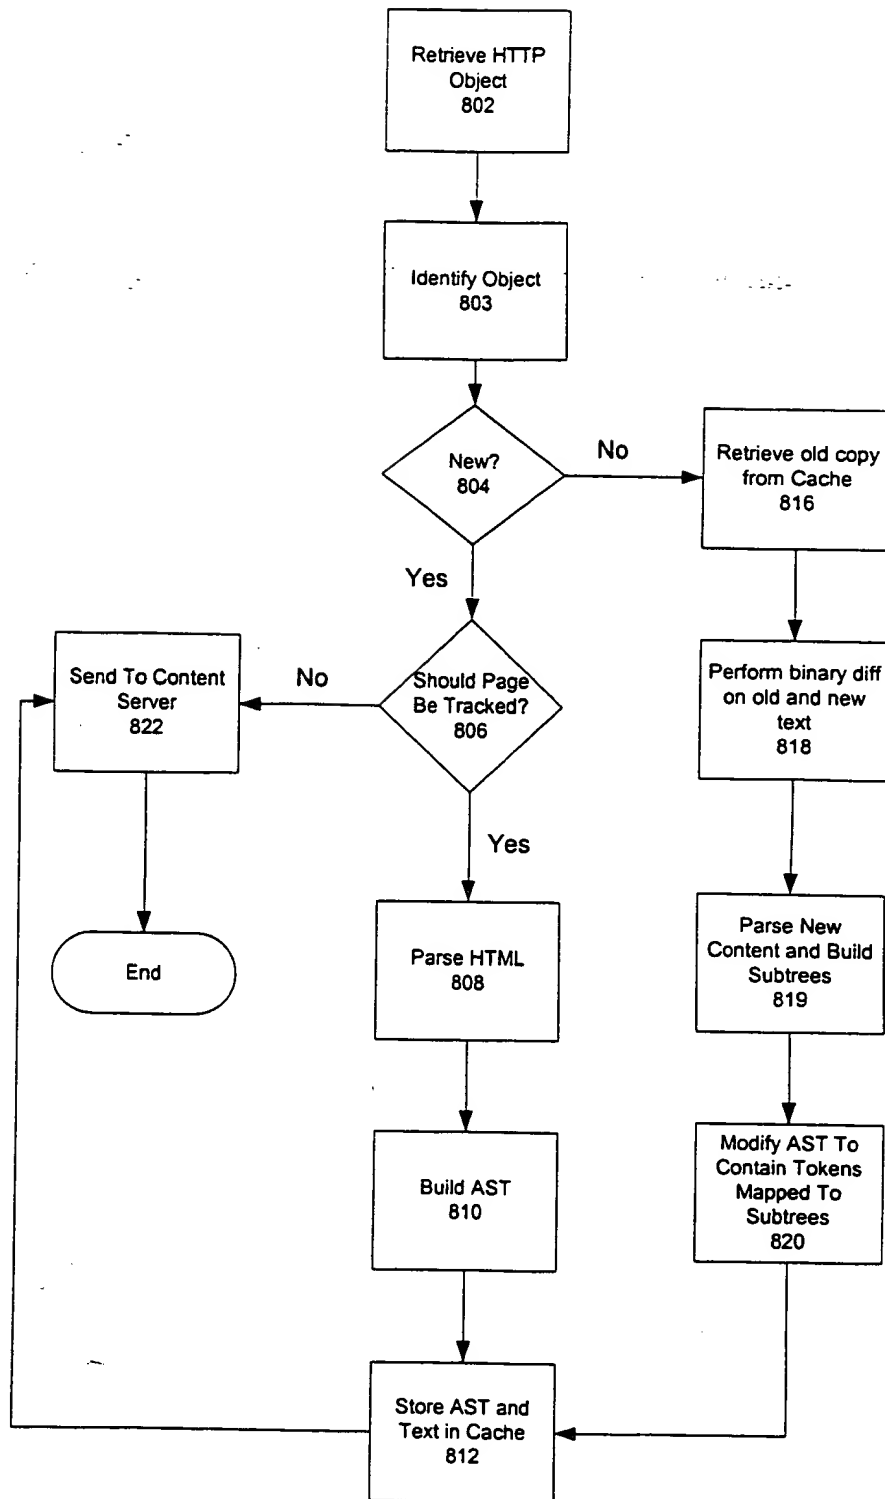 Retrieve HTTP
Object
802
Identify Object
803
New?
804
No
Retrieve old copy
from Cache
816
Yes
Send To Content
Server
822
No
Should Page
Be Tracked?
806
Perform binary diff
on old and new
text
818
Yes
End
Parse HTML
808
Parse New
Content and Build
Subtrees
819
Build AST
810
Modify AST To
Contain Tokens
Mapped To
Subtrees
820
Store AST and
Text in Cache
812